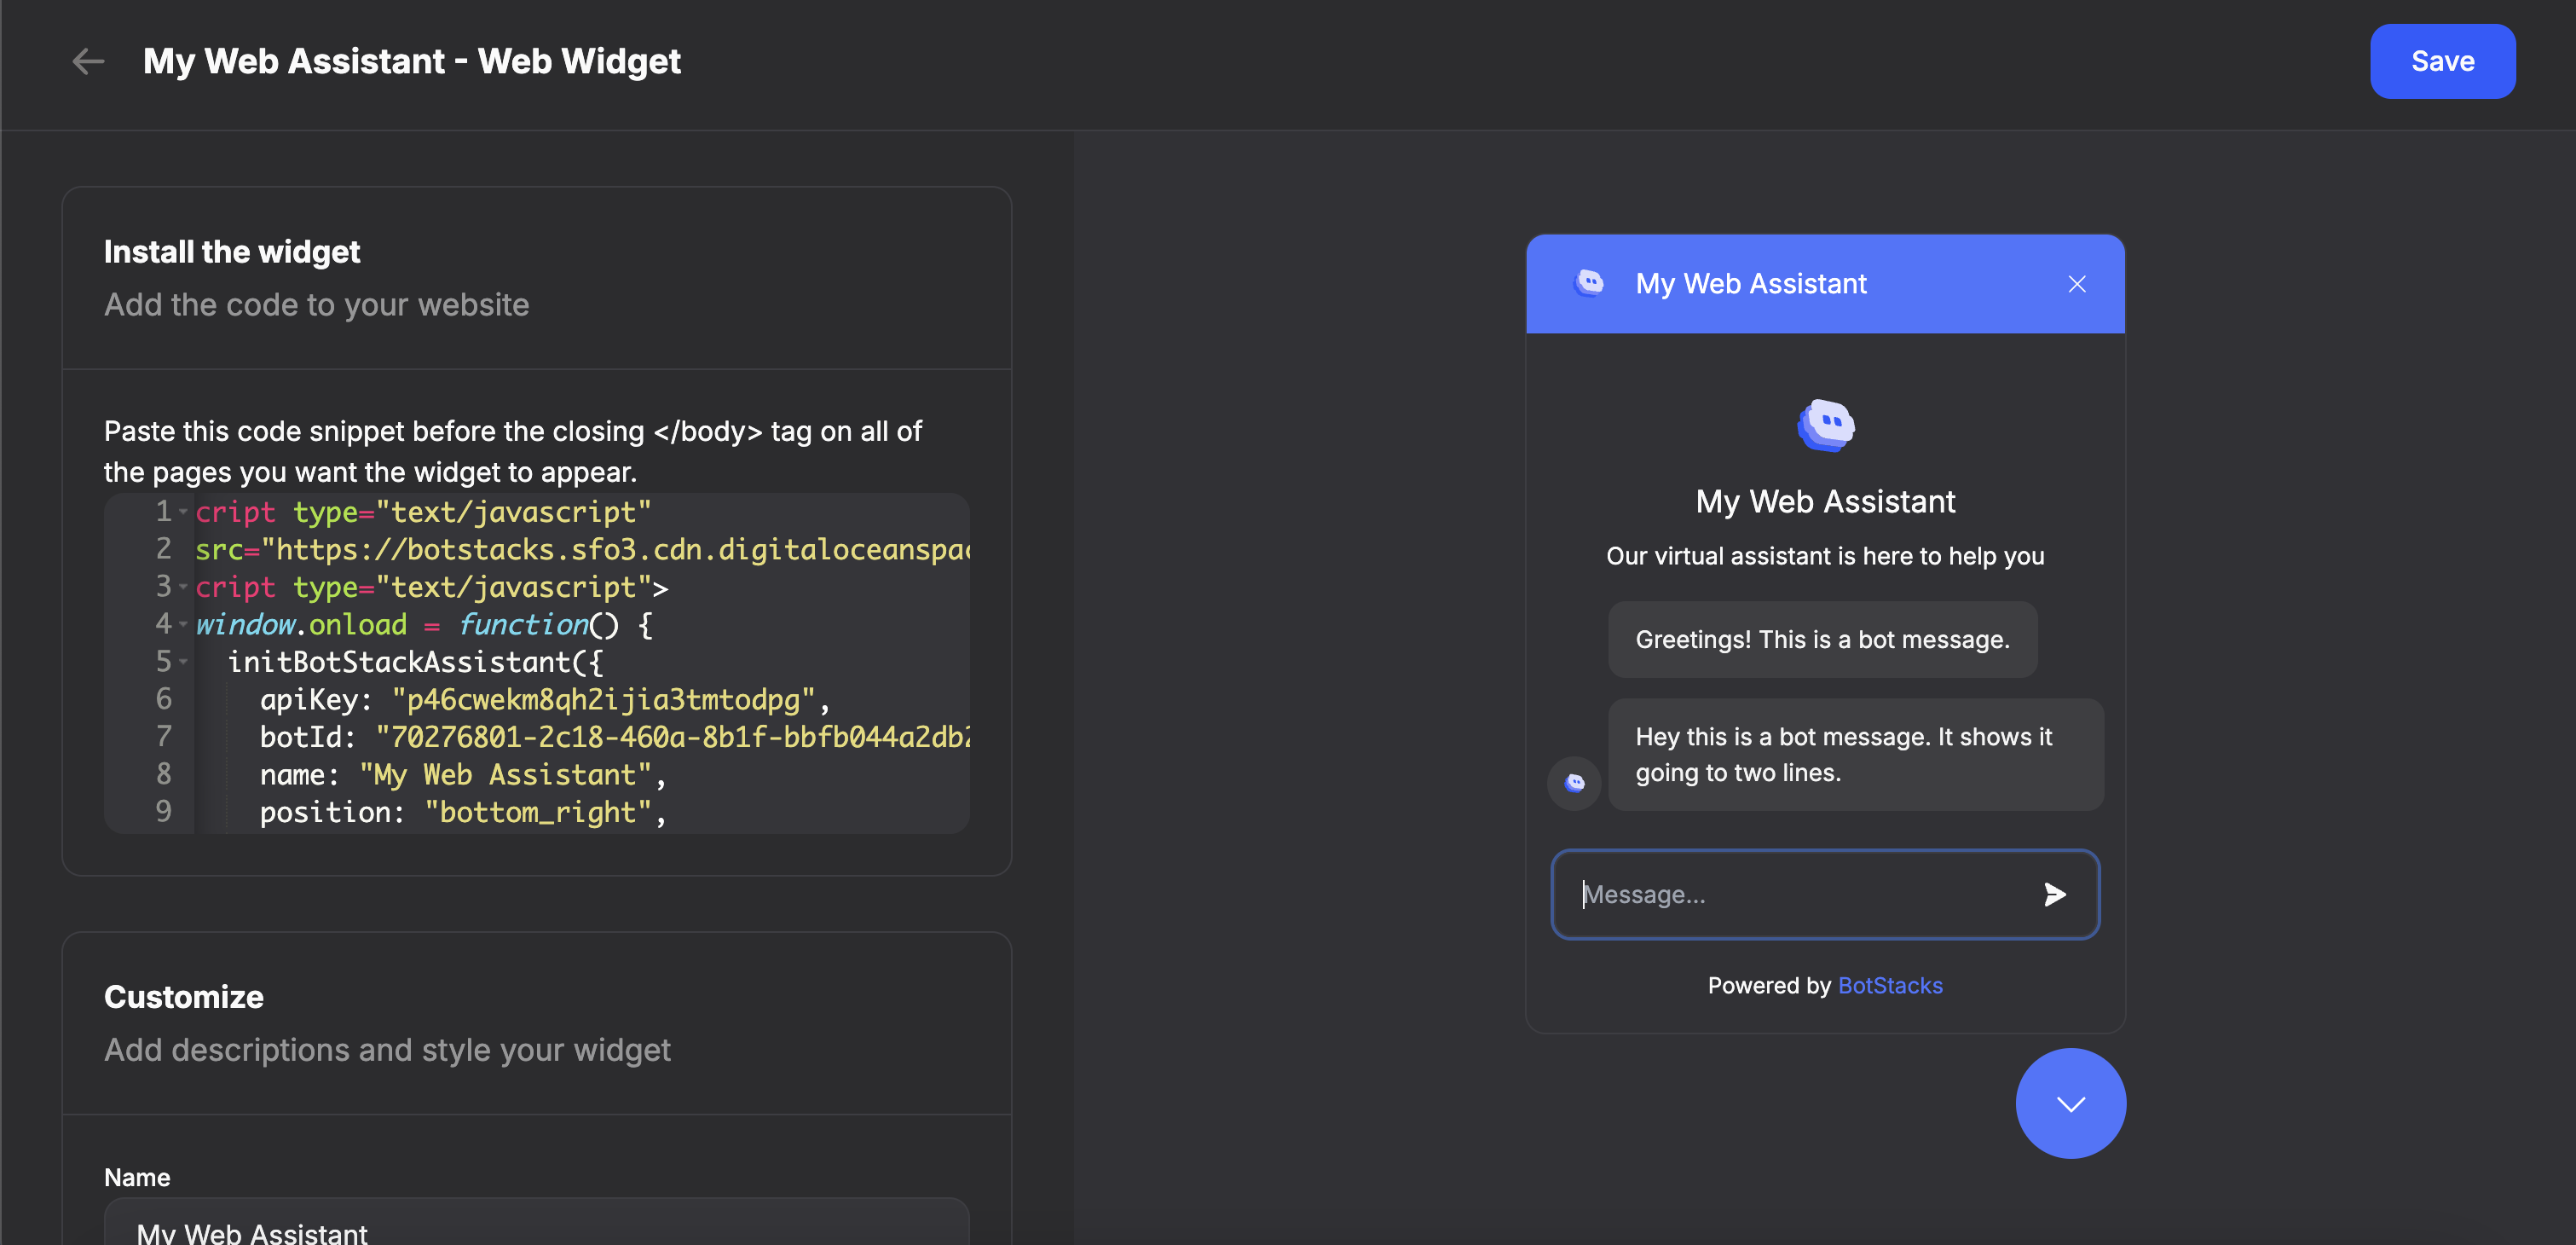 My Web Assistant - Web Widget
Save
Install the widget
Add the code to your website
Paste this code snippet before the closing </body> tag on all of
the pages you want the widget to appear.
1 cript type="text/javascript"
2 src="https://botstacks.sfo3.cdn.digitaloceanspac
3 cript type="text/javascript">
4 window.onload = function() {
5 initBotStackAssistant({
6 apiKey: "p46cwekm8qh2ijia3tmtodpg",
7 botId: "70276801-2c18-460a-8b1f-bbfb044a2db2
8 name: "My Web Assistant",
9 position: "bottom_right",
Customize
Add descriptions and style your widget
Name
My Web Assistant
My Web Assistant
My Web Assistant
Our virtual assistant is here to help you
Greetings! This is a bot message.
Hey this is a bot message. It shows it
going to two lines.
Message...
Powered by BotStacks